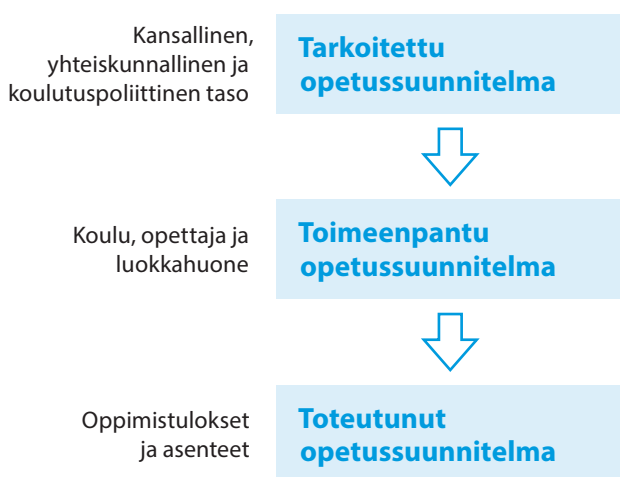 Kansallinen,
yhteiskunnallinen ja
koulutuspoliittinen taso
Tarkoitettu
opetussuunnitelma
Koulu, opettaja ja
luokkahuone
Toimeenpantu
opetussuunnitelma
Oppimistulokset
ja asenteet
Toteutunut
opetussuunnitelma